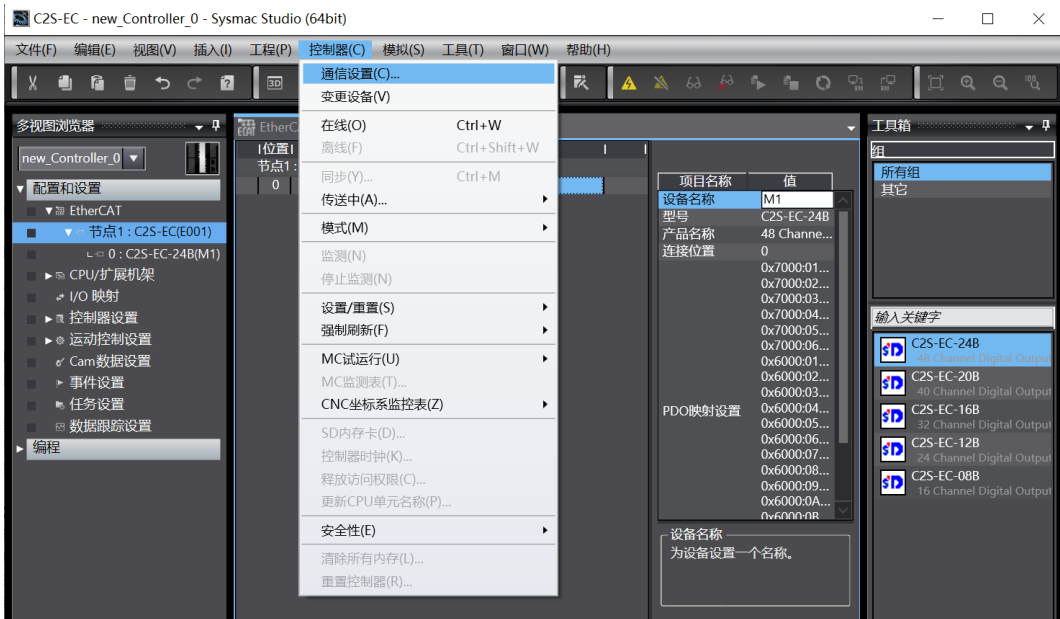 C2S-EC - new_Controller_0 - Sysmac Studio (64bit)
文件(F) 编辑(E) 视图(V) 插入(I) 工程(P) 控制器(C) 模拟(S) 工具(T) 窗口(W) 帮助(H)
3D
多视图浏览器
new_Controller_0
配置和设置
EtherCAT
节点1 : C2S-EC(E001)
0 : C2S-EC-24B(M1)
CPU/扩展机架
I/O 映射
控制器设置
运动控制设置
Cam数据设置
事件设置
任务设置
数据跟踪设置
编程
EtherC
位置
节点1 :
0
通信设置(C)...
变更设备(V)
在线(O) Ctrl+W
离线(F) Ctrl+Shift+W
同步(Y)... Ctrl+M
传送中(A)...
模式(M)
监测(N)
停止监测(N)
设置/重置(S)
强制刷新(F)
MC试运行(U)
MC监测表(T)...
CNC坐标系监控表(Z)
SD内存卡(D)...
控制器时钟(K)...
释放访问权限(C)...
更新CPU单元名称(P)...
安全性(E)
清除所有内存(L)...
重置控制器(R)...
项目名称 值
设备名称 M1
型号 C2S-EC-24B
产品名称 48 Channe...
连接位置 0
PDO映射设置
0x7000:01...
0x7000:02...
0x7000:03...
0x7000:04...
0x7000:05...
0x7000:06...
0x6000:01...
0x6000:02...
0x6000:03...
0x6000:04...
0x6000:05...
0x6000:06...
0x6000:07...
0x6000:08...
0x6000:09...
0x6000:0A...
0x6000:0B
设备名称
为设备设置一个名称。
工具箱
组
所有组
其它
输入关键字
C2S-EC-24B
48 Channel Digital Output
C2S-EC-20B
40 Channel Digital Output
C2S-EC-16B
32 Channel Digital Output
C2S-EC-12B
24 Channel Digital Output
C2S-EC-08B
16 Channel Digital Output